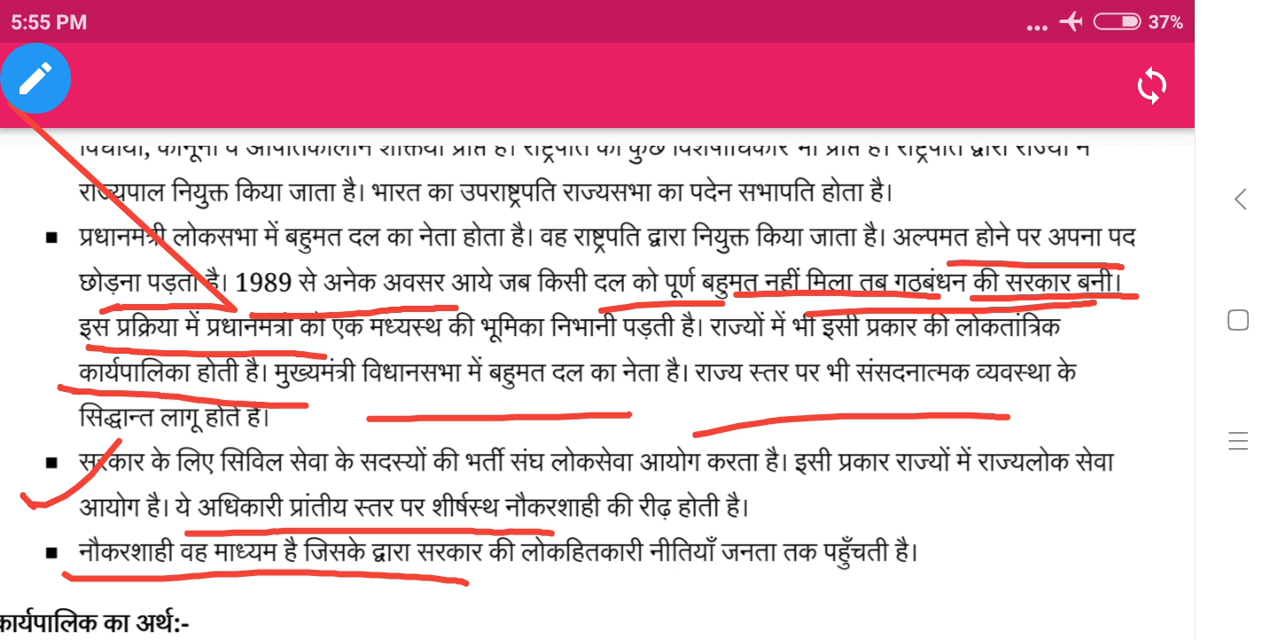 5:55 PM
37%
राज्यपाल नियुक्त किया जाता है। भारत का उपराष्ट्रपति राज्यसभा का पदेन सभापति होता है।
■ प्रधानमंत्री लोकसभा में बहुमत दल का नेता होता है। वह राष्ट्रपति द्वारा नियुक्त किया जाता है। अल्पमत होने पर अपना पद
छोड़ना पड़ता है। 1989 से अनेक अवसर आये जब किसी दल को पूर्ण बहुमत नहीं मिला तब गठबंधन की सरकार बनी।
इस प्रक्रिया में प्रधानमंत्री को एक मध्यस्थ की भूमिका निभानी पड़ती है। राज्यों में भी इसी प्रकार की लोकतांत्रिक
कार्यपालिका होती है। मुख्यमंत्री विधानसभा में बहुमत दल का नेता है। राज्य स्तर पर भी संसदनात्मक व्यवस्था के
सिद्धान्त लागू होते हैं।
■ सरकार के लिए सिविल सेवा के सदस्यों की भर्ती संघ लोकसेवा आयोग करता है। इसी प्रकार राज्यों में राज्यलोक सेवा
आयोग है। ये अधिकारी प्रांतीय स्तर पर शीर्षस्थ नौकरशाही की रीढ़ होती है।
■ नौकरशाही वह माध्यम है जिसके द्वारा सरकार की लोकहितकारी नीतियाँ जनता तक पहुँचती है।
कार्यपालिक का अर्थ:-